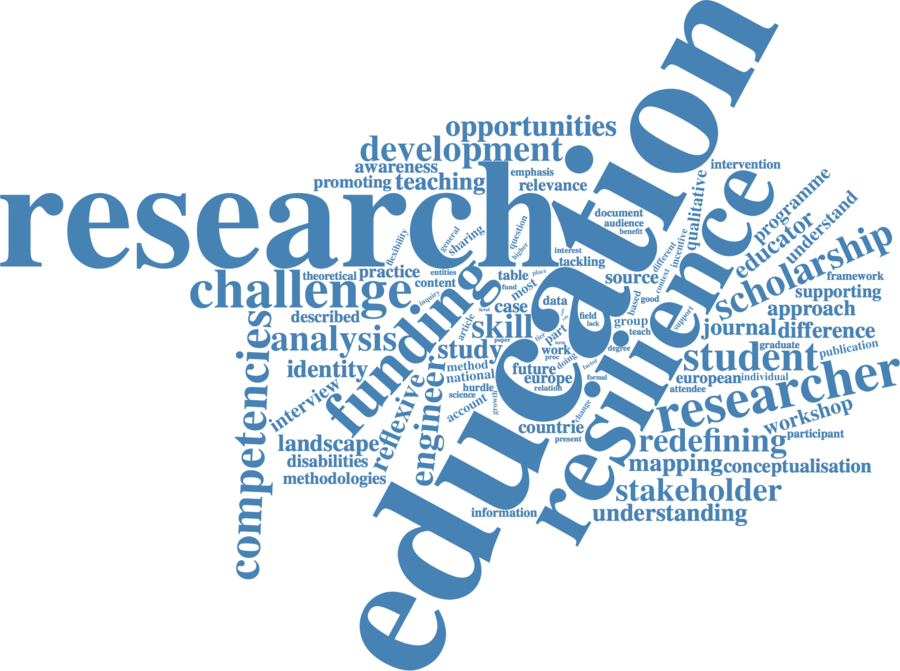 education
opportunities
development
awareness
promoting
teaching
emphasis
relevance
intervention
research
document
audience
benefit
qualitative
resilience
programme
understand
educator
scholarship
flexibility
general
sharing
question
higher
interest
tackling
different
incentive
context
challenge
theoretical
practice
entities
content
funding
table
place
fund
most
source
framework
supporting
approach
inquiry
described
case
level
data
based
good
support
analysis
article
skill
part
field
lack
group
teach
journal
difference
competencies
paper
study
work
proc
doing
degree
graduate
publication
student
identity
method
national
future
europe
relation
factor
formal
european
individual
attendee
interview
reflexive
engineer
hurdle
science
account
growth
change
researcher
workshop
landscape
countrie
present
redefining
participant
disabilities
methodologies
mapping
conceptualisation
stakeholder
information
understanding